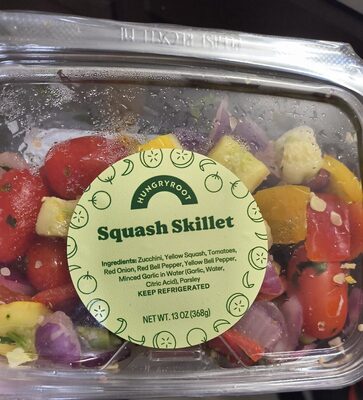 HUNGRYROOT
Squash Skillet
Ingredients: Zucchini, Yellow Squash, Tomatoes,
Red Onion, Red Bell Pepper, Yellow Bell Pepper,
Minced Garlic in Water (Garlic, Water,
Citric Acid), Parsley
KEEP REFRIGERATED
NET WT. 13 OZ (368g)